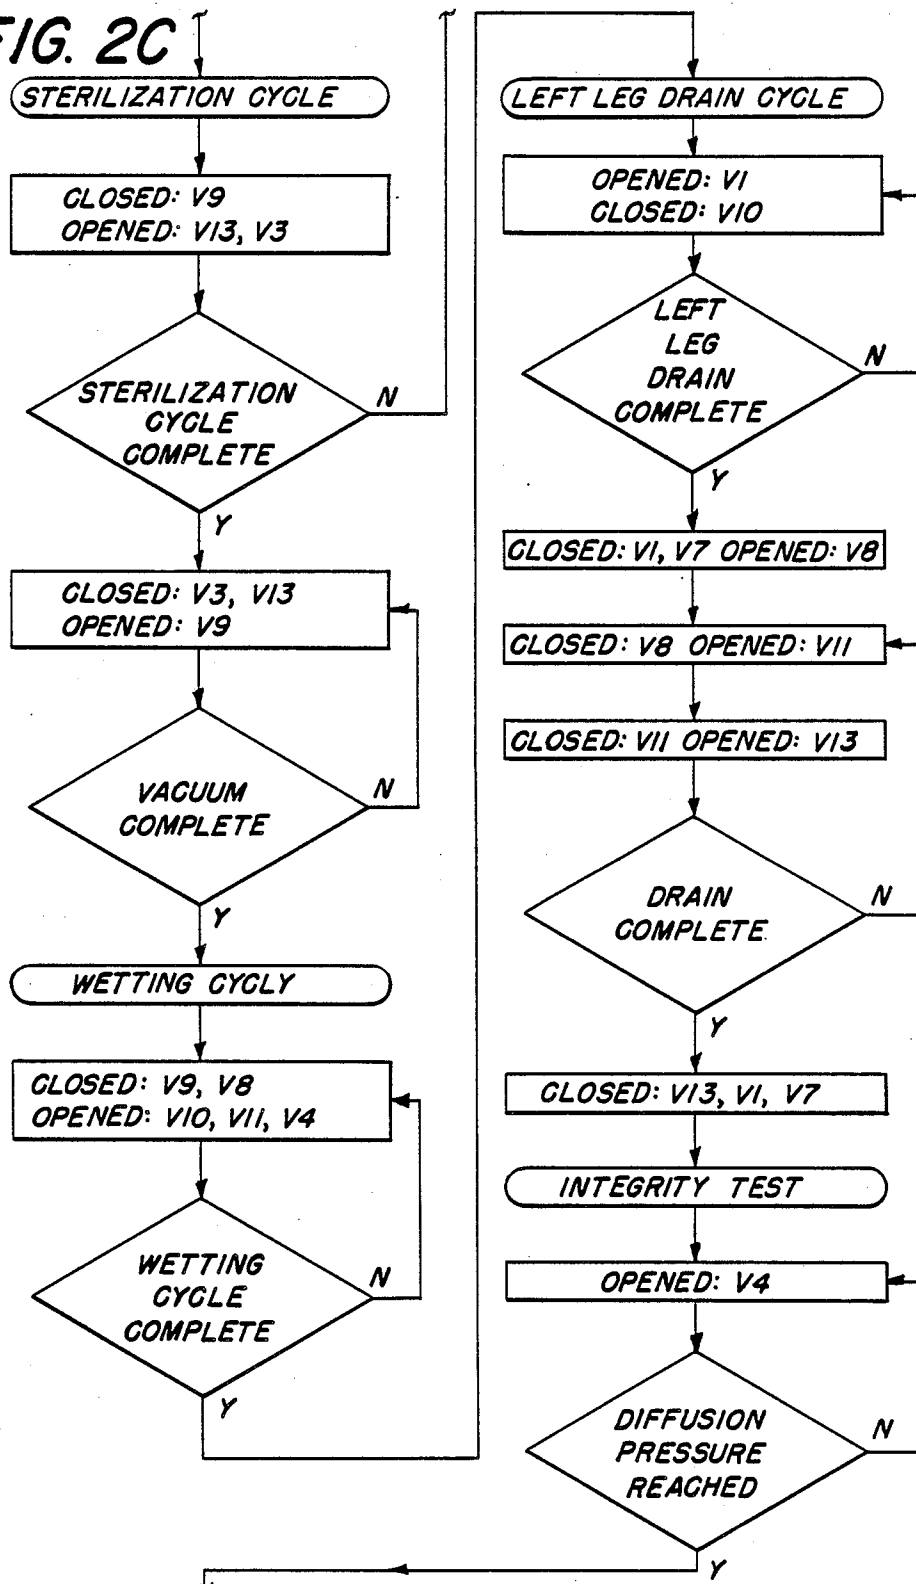 FIG. 2C
STERILIZATION CYCLE
CLOSED: V9
OPENED: V13, V3
STERILIZATION
CYCLE
COMPLETE
N
Y
CLOSED: V3, V13
OPENED: V9
VACUUM
COMPLETE
N
Y
WETTING CYCLY
CLOSED: V9, V8
OPENED: V10, V11, V4
WETTING
CYCLE
COMPLETE
N
Y
LEFT LEG DRAIN CYCLE
OPENED: V1
CLOSED: V10
LEFT
LEG
DRAIN
COMPLETE
N
Y
CLOSED: V1, V7 OPENED: V8
CLOSED: V8 OPENED: V11
CLOSED: V11 OPENED: V13
DRAIN
COMPLETE
N
Y
CLOSED: V13, V1, V7
INTEGRITY TEST
OPENED: V4
DIFFUSION
PRESSURE
REACHED
N
Y